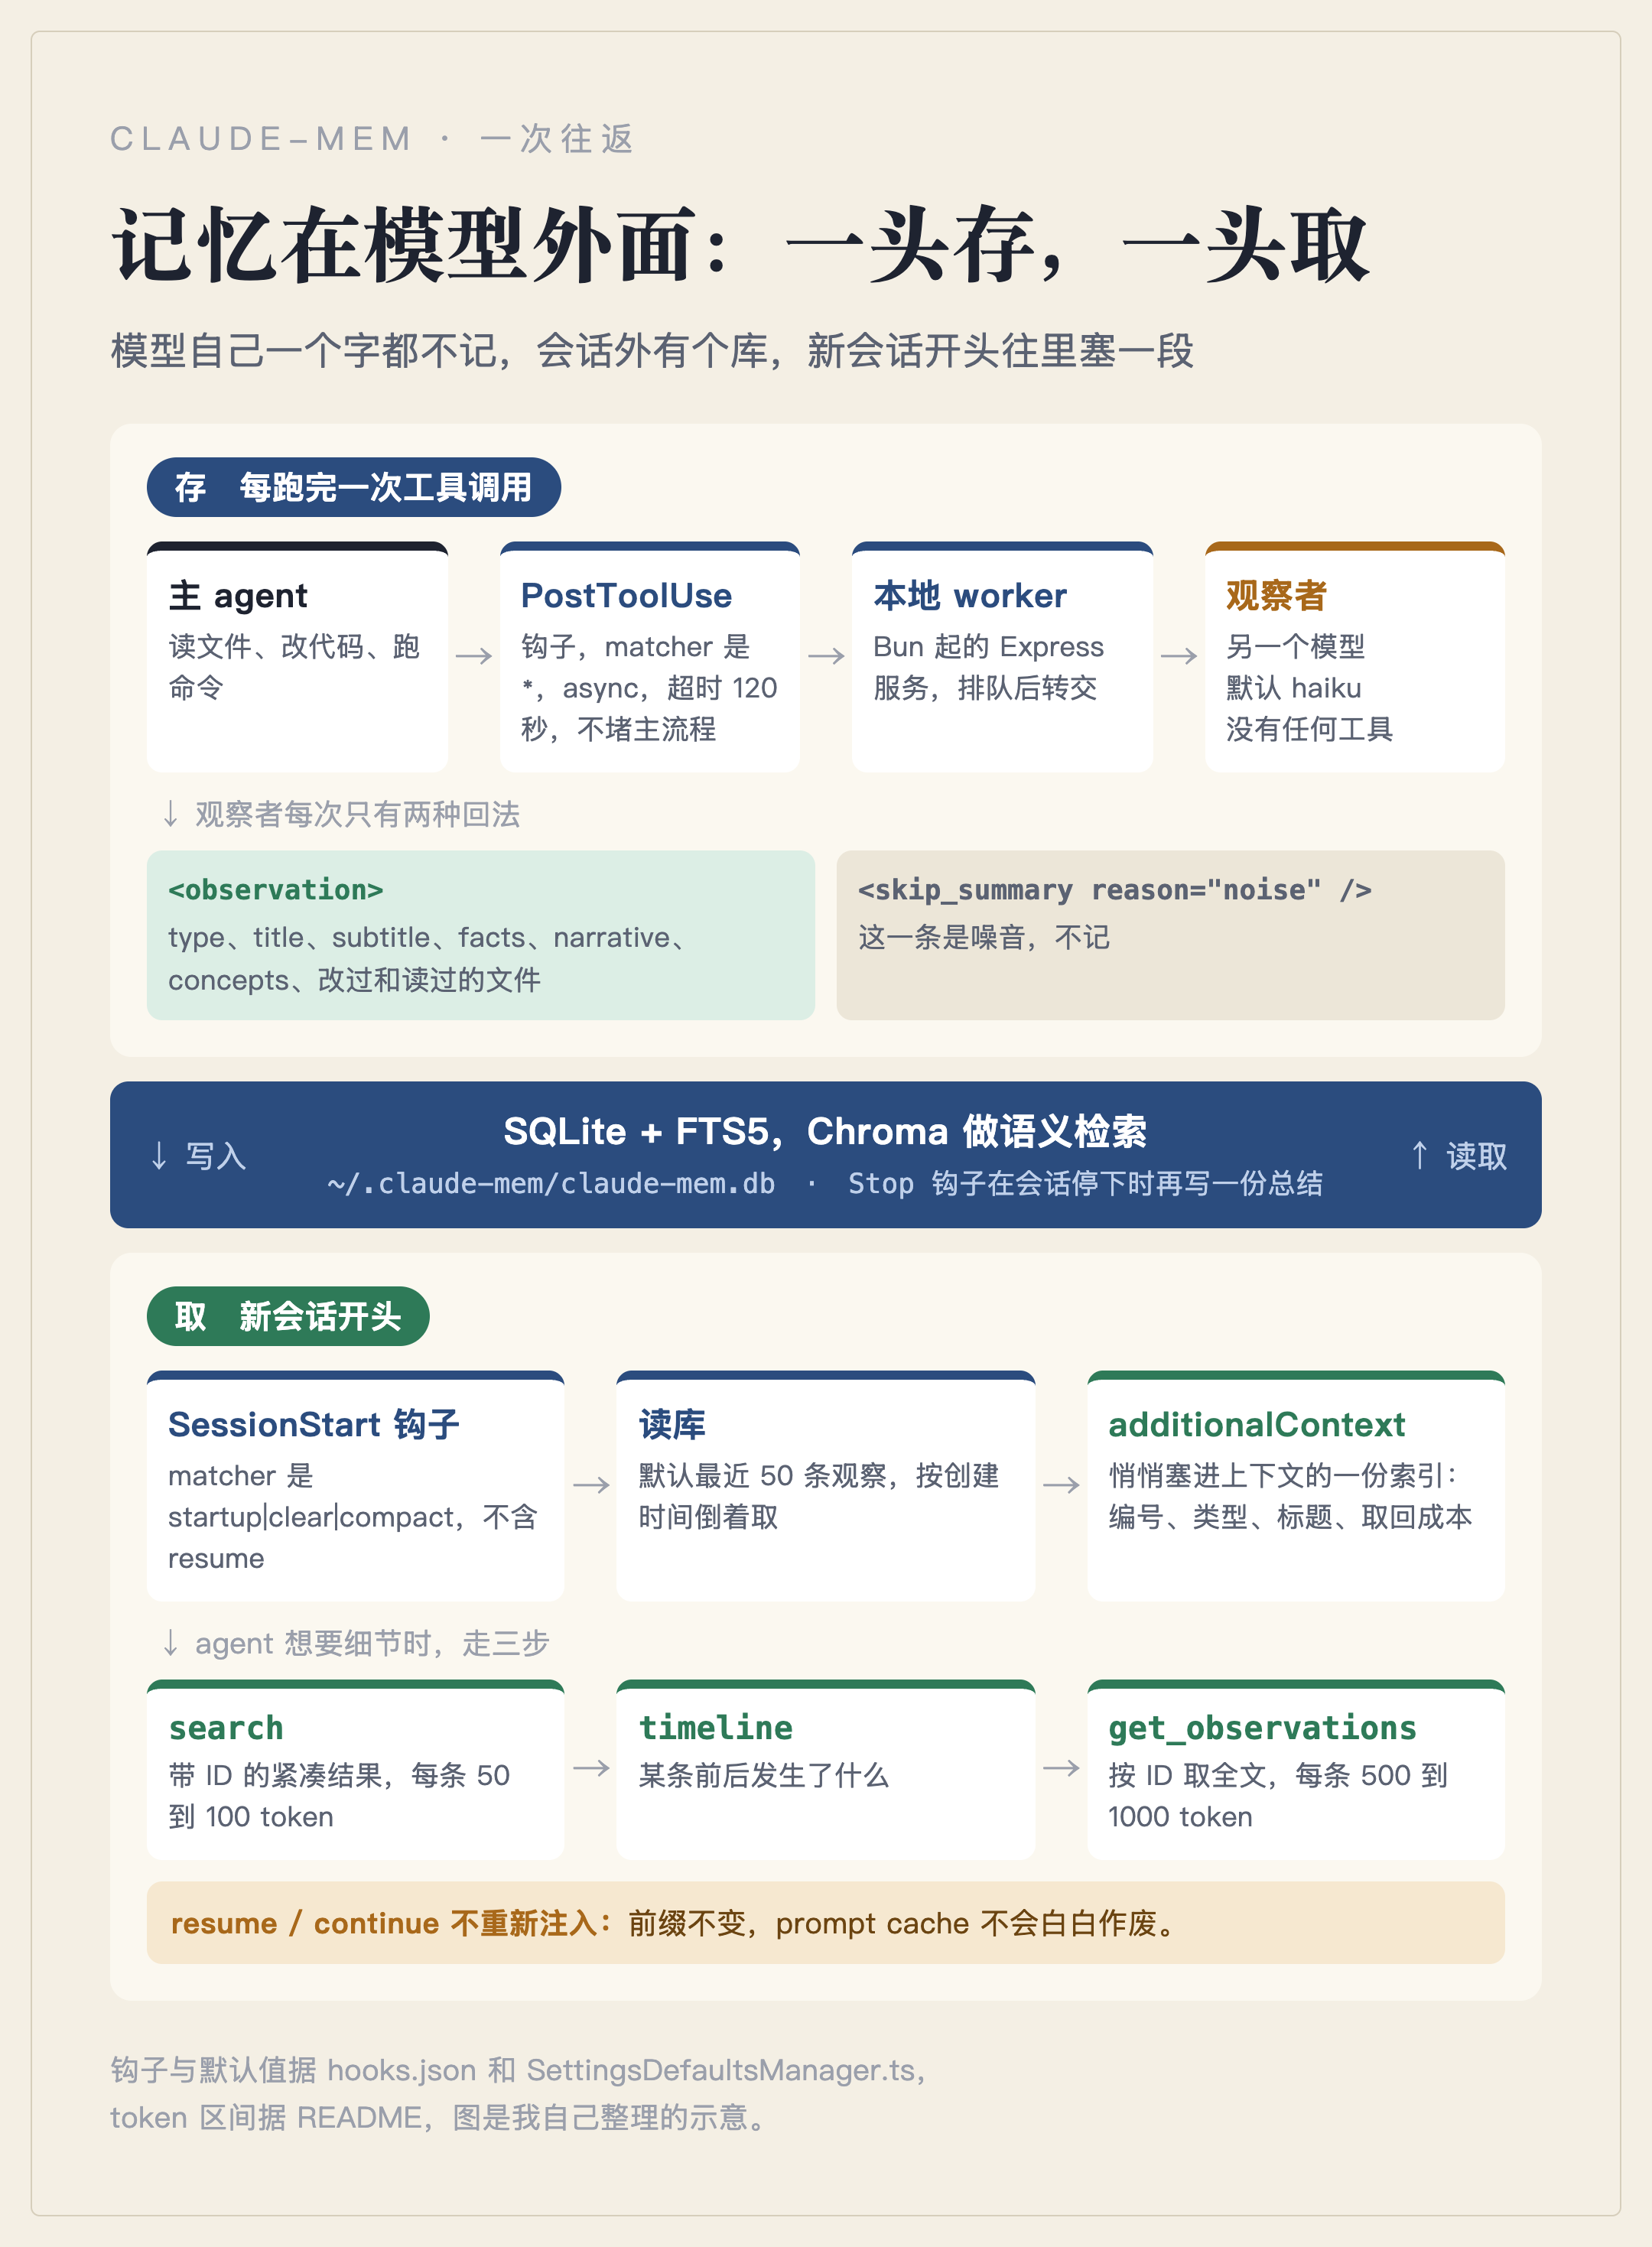 CLAUDE-MEM · 一次往返
记忆在模型外面：一头存，一头取
模型自己一个字都不记，会话外有个库，新会话开头往里塞一段
存 每跑完一次工具调用
主 agent
读文件、改代码、跑
命令
→
PostToolUse
钩子，matcher 是
*，async，超时 120
秒，不堵主流程
→
本地 worker
Bun 起的 Express
服务，排队后转交
→
观察者
另一个模型
默认 haiku
没有任何工具
↓ 观察者每次只有两种回法
<observation>
type、title、subtitle、facts、narrative、
concepts、改过和读过的文件
<skip_summary reason="noise" />
这一条是噪音，不记
↓ 写入
SQLite + FTS5，Chroma 做语义检索
~/.claude-mem/claude-mem.db · Stop 钩子在会话停下时再写一份总结
↑ 读取
取 新会话开头
SessionStart 钩子
matcher 是
startup|clear|compact，不含
resume
→
读库
默认最近 50 条观察，按创建
时间倒着取
→
additionalContext
悄悄塞进上下文的一份索引：
编号、类型、标题、取回成本
↓ agent 想要细节时，走三步
search
带 ID 的紧凑结果，每条 50
到 100 token
→
timeline
某条前后发生了什么
→
get_observations
按 ID 取全文，每条 500 到
1000 token
resume / continue 不重新注入：前缀不变，prompt cache 不会白白作废。
钩子与默认值据 hooks.json 和 SettingsDefaultsManager.ts，
token 区间据 README，图是我自己整理的示意。